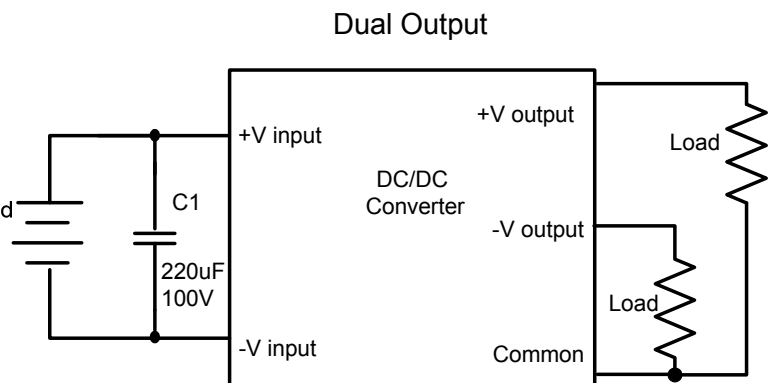 Dual Output
+V output
+V input
Load
DC/DC
Converter
d
C1
-V output
220uF
100V
Load
-V input
Common